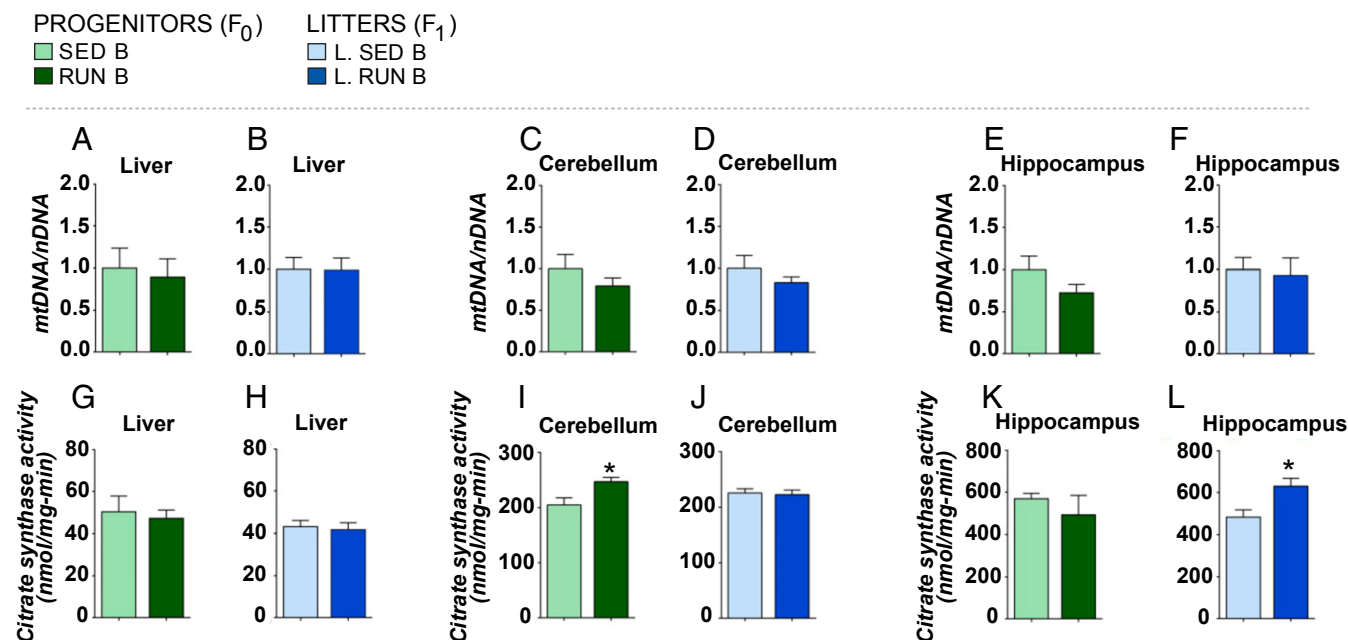 PROGENITORS (F0) LITTERS (F1)
SED B L. SED B
RUN B L. RUN B
A B C D E F
Liver Liver Cerebellum Cerebellum Hippocampus Hippocampus
mtDNA/nDNA mtDNA/nDNA mtDNA/nDNA
2.0 2.0 2.0 2.0 2.0 2.0
1.5 1.5 1.5 1.5 1.5 1.5
1.0 1.0 1.0 1.0 1.0 1.0
0.5 0.5 0.5 0.5 0.5 0.5
0.0 0.0 0.0 0.0 0.0 0.0
G H I J K L
Liver Liver Cerebellum Cerebellum Hippocampus Hippocampus
Citrate synthase activity Citrate synthase activity Citrate synthase activity
(nmol/mg-min) (nmol/mg-min) (nmol/mg-min)
80 80 300 300 800 800
* *
60 60 200 200 600 600
40 40 100 100 400 400
20 20 200 200
0 0 0 0 0 0